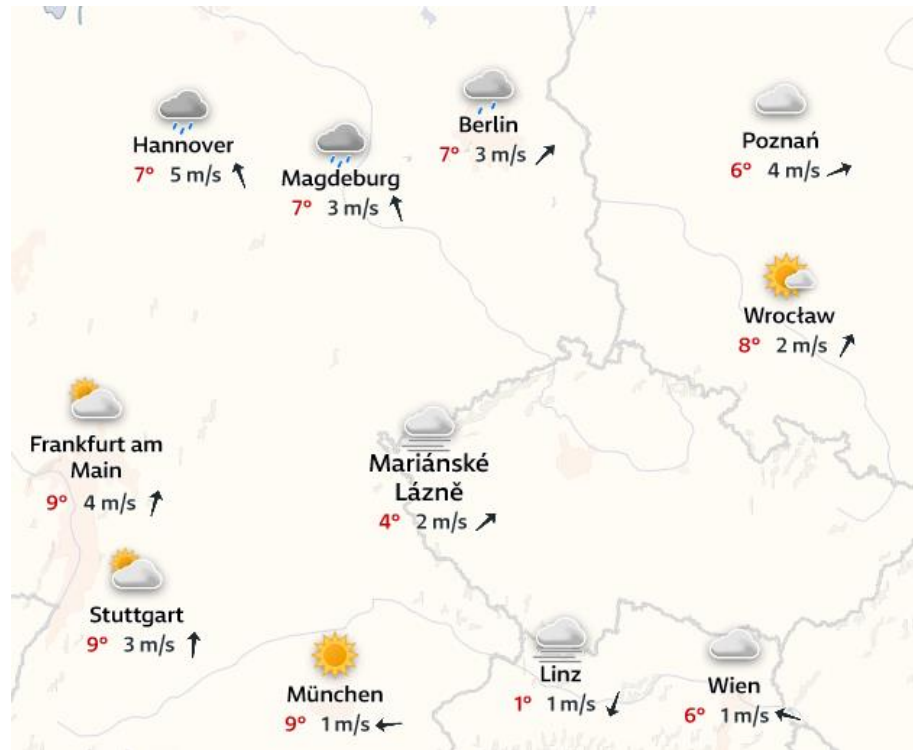 Berlin
7° 3 m/s
Hannover
7° 5 m/s
Poznań
6° 4 m/s
Magdeburg
7° 3 m/s
Wrocław
8° 2 m/s
Frankfurt am
Main
9° 4 m/s
Mariánské
Lázně
4° 2 m/s
Stuttgart
9° 3 m/s
Linz
1° 1 m/s
München
9° 1 m/s
Wien
6° 1 m/s